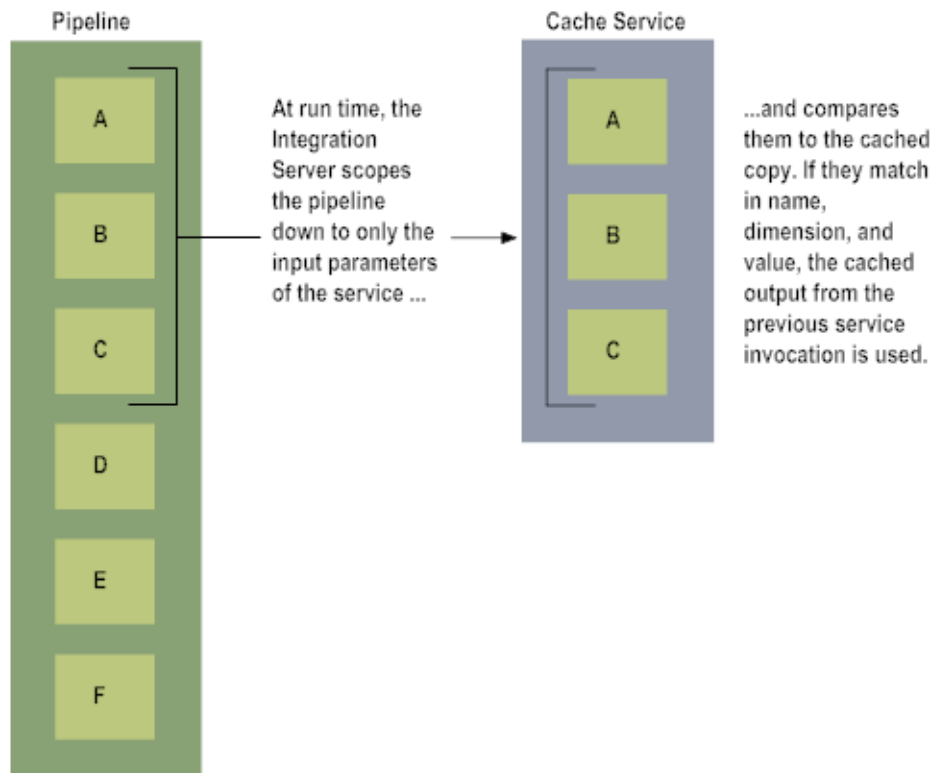 Pipeline
A
B
C
D
E
F
At run time, the
Integration
Server scopes
the pipeline
down to only the
input parameters
of the service ...
Cache Service
A
B
C
...and compares
them to the cached
copy. If they match
in name,
dimension, and
value, the cached
output from the
previous service
invocation is used.